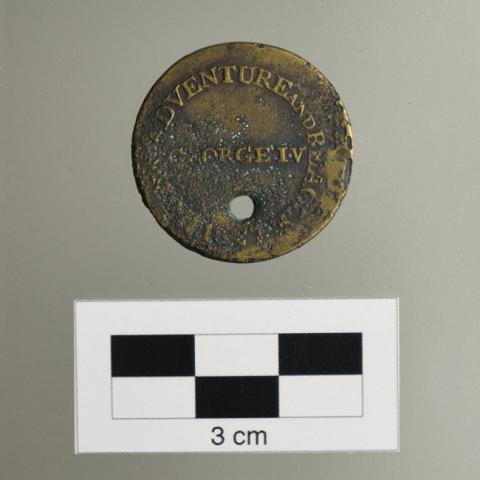 ADVENTURE AND BEAGLE
GEORGE IV
3 cm